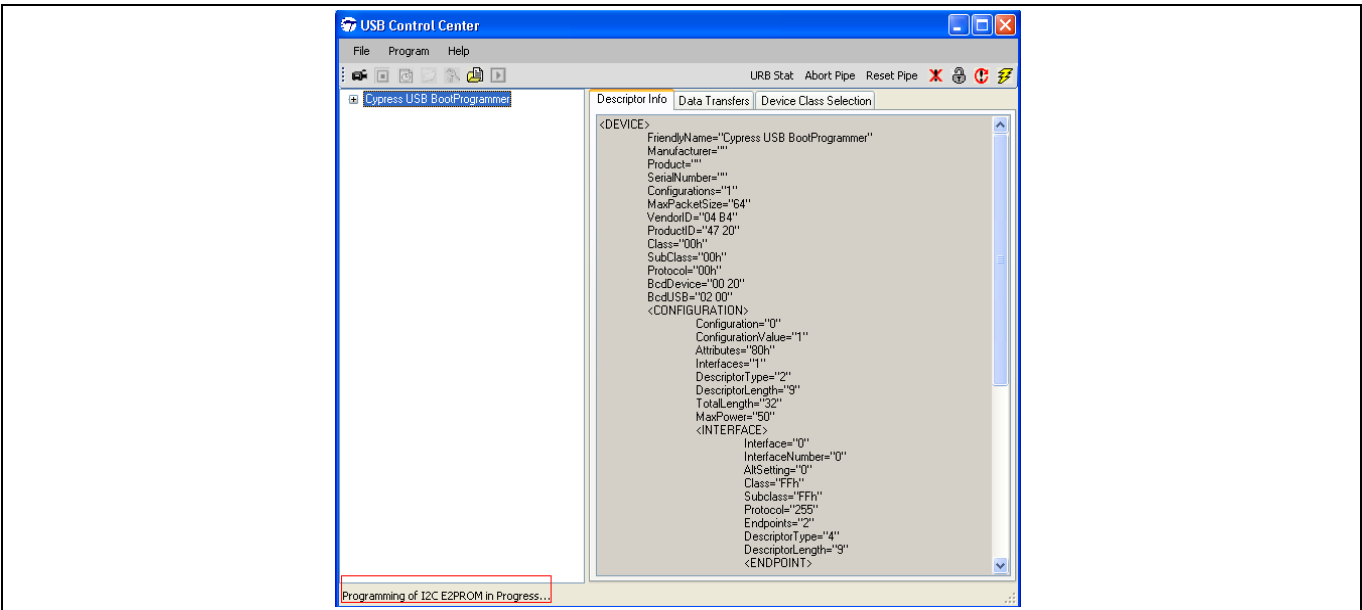 USB Control Center
File Program Help
URB Stat Abort Pipe Reset Pipe
Cypress USB BootProgrammer
Descriptor Info Data Transfers Device Class Selection
<DEVICE>
FriendlyName="Cypress USB BootProgrammer"
Manufacturer=""
Product=""
SerialNumber=""
Configurations="1"
MaxPacketSize="64"
VendorID="04 B4"
ProductID="47 20"
Class="00h"
SubClass="00h"
Protocol="00h"
BcdDevice="00 20"
BcdUSB="02 00"
<CONFIGURATION>
Configuration="0"
ConfigurationValue="1"
Attributes="80h"
Interfaces="1"
DescriptorType="2"
DescriptorLength="9"
TotalLength="32"
MaxPower="50"
<INTERFACE>
Interface="0"
InterfaceNumber="0"
AltSetting="0"
Class="FFh"
Subclass="FFh"
Protocol="255"
Endpoints="2"
DescriptorType="4"
DescriptorLength="9"
<ENDPOINT>
Programming of I2C E2PROM in Progress...